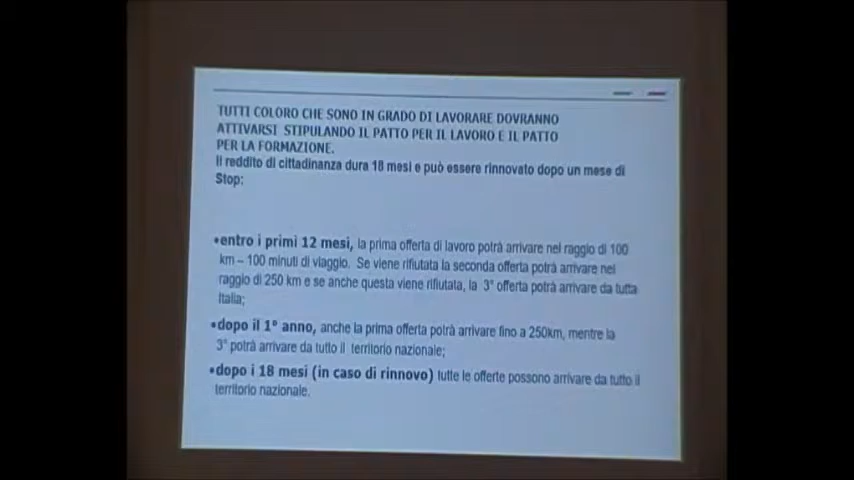 TUTTI COLORO CHE SONO IN GRADO DI LAVORARE DOVRANNO
ATTIVARSI STIPULANDO IL PATTO PER IL LAVORO E IL PATTO
PER LA FORMAZIONE.
Il reddito di cittadinanza dura 18 mesi e può essere rinnovato dopo un mese di
Stop:
•entro i primi 12 mesi, la prima offerta di lavoro potrà arrivare nel raggio di 100
km – 100 minuti di viaggio. Se viene rifiutata la seconda offerta potrà arrivare nel
raggio di 250 km e se anche questa viene rifiutata, la 3° offerta potrà arrivare da tutta
Italia;
•dopo il 1° anno, anche la prima offerta potrà arrivare fino a 250km, mentre la
3° potrà arrivare da tutto il territorio nazionale;
•dopo i 18 mesi (in caso di rinnovo) tutte le offerte possono arrivare da tutto il
territorio nazionale.